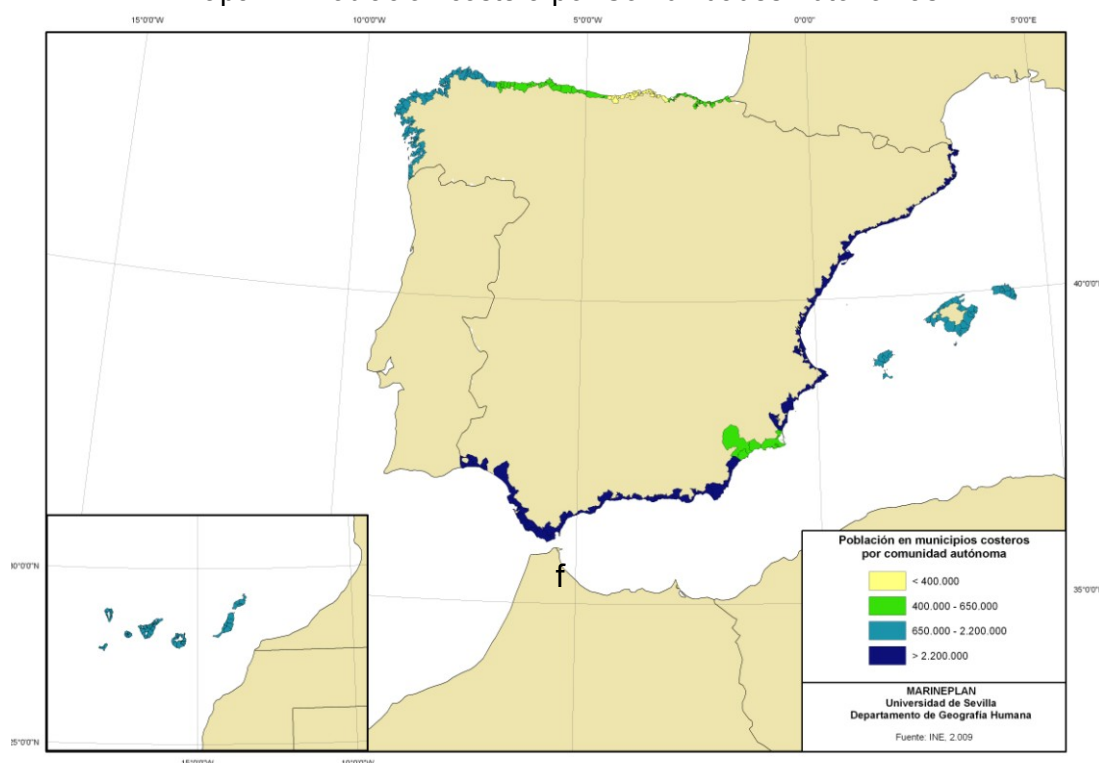 15°0'0"W 10°0'0"W 5°0'0"W 0°0'0" 5°0'0"E
40°0'0"N
f
35°0'0"N
Población en municipios costeros
por comunidad autónoma
< 400.000
400.000 - 650.000
650.000 - 2.200.000
> 2.200.000
MARINEPLAN
Universidad de Sevilla
Departamento de Geografía Humana
Fuente: INE, 2.009